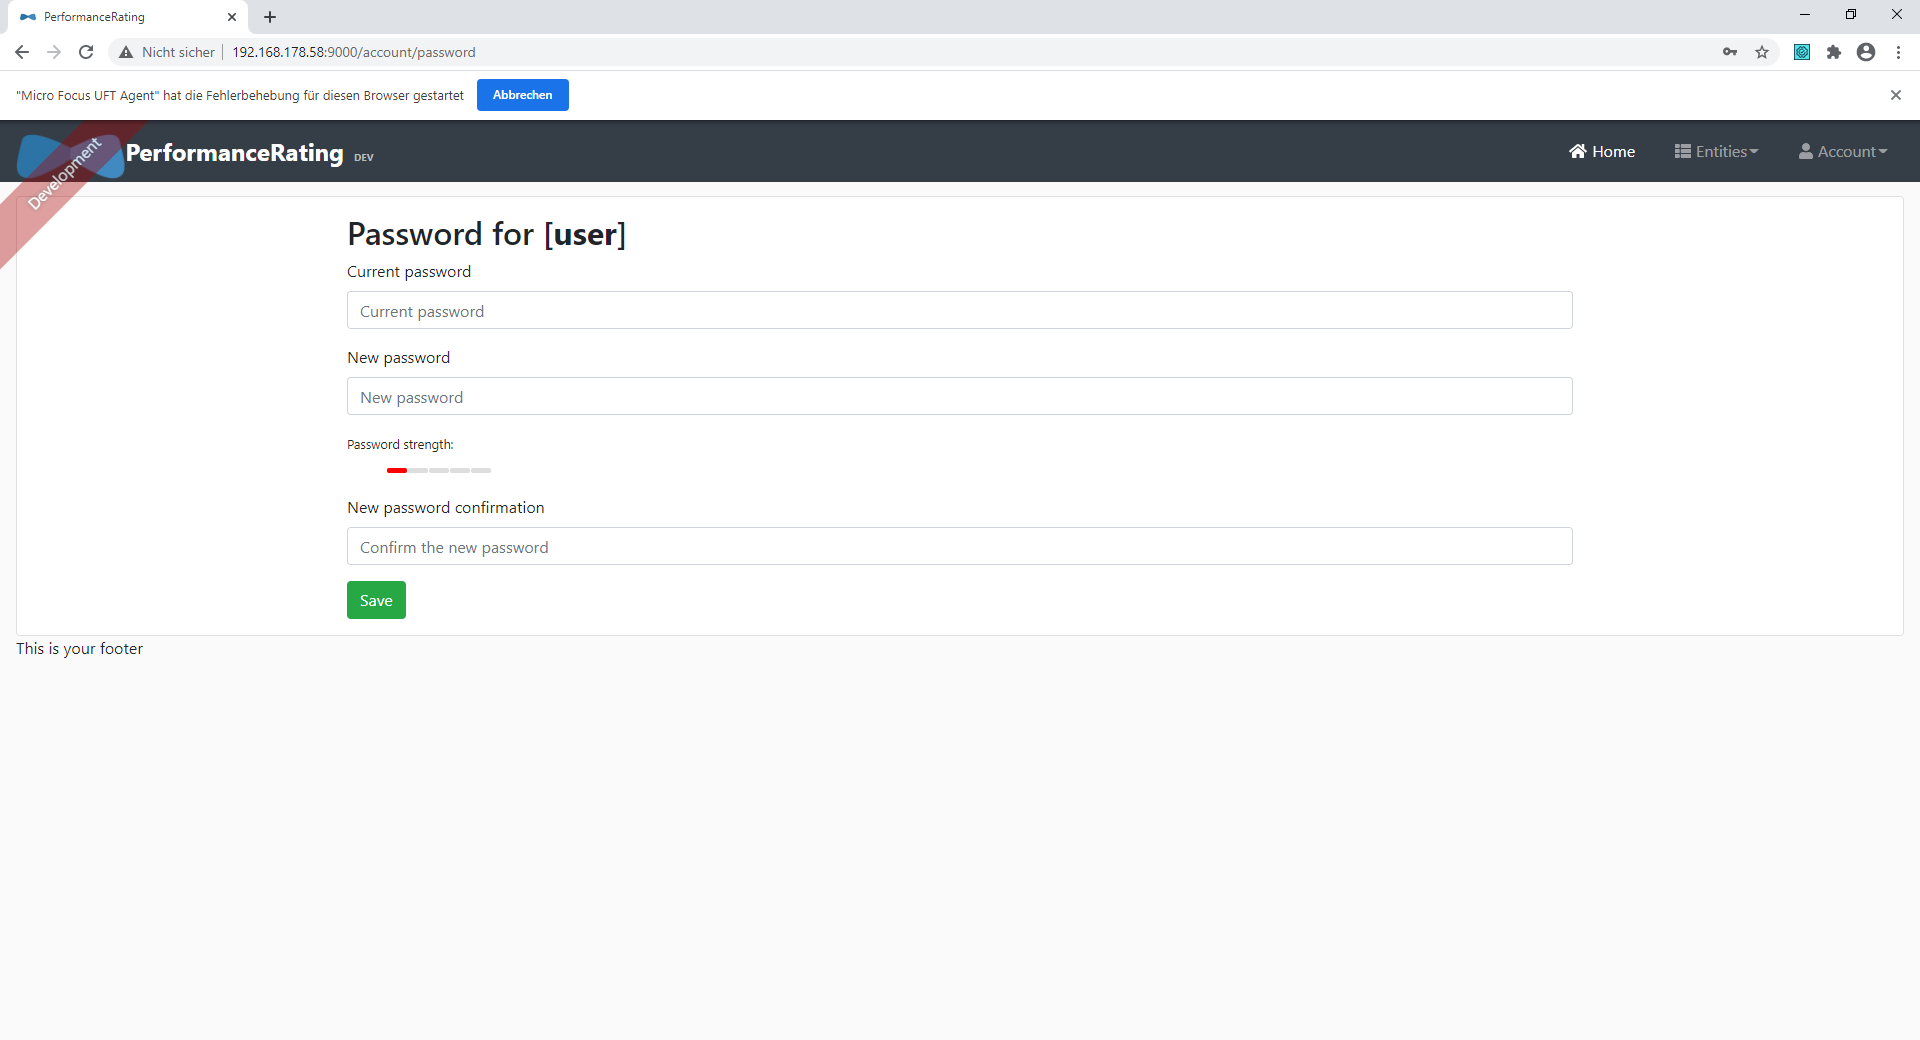 PerformanceRating
Nicht sicher 192.168.178.58:9000/account/password
"Micro Focus UFT Agent" hat die Fehlerbehebung für diesen Browser gestartet Abbrechen
Development
PerformanceRating DEV
Home Entities Account
Password for [user]
Current password
Current password
New password
New password
Password strength:
New password confirmation
Confirm the new password
Save
This is your footer